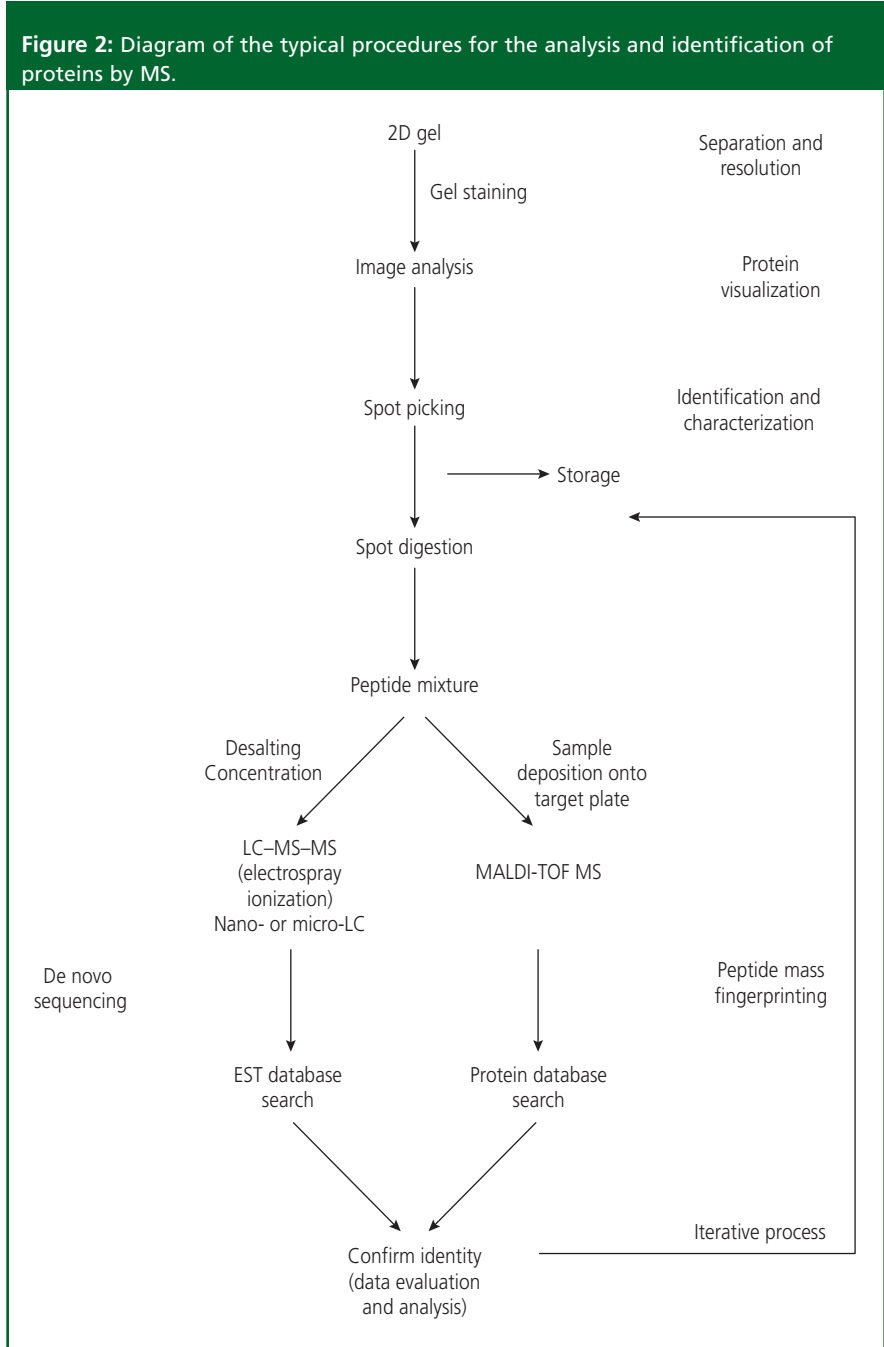 Figure 2: Diagram of the typical procedures for the analysis and identification of
proteins by MS.
2D gel
Separation and
resolution
Gel staining
Image analysis
Protein
visualization
Spot picking
Identification and
characterization
Storage
Spot digestion
Peptide mixture
Desalting
Concentration
Sample
deposition onto
target plate
LC–MS–MS
(electrospray
ionization)
Nano- or micro-LC
MALDI-TOF MS
De novo
sequencing
Peptide mass
fingerprinting
EST database
search
Protein database
search
Iterative process
Confirm identity
(data evaluation
and analysis)